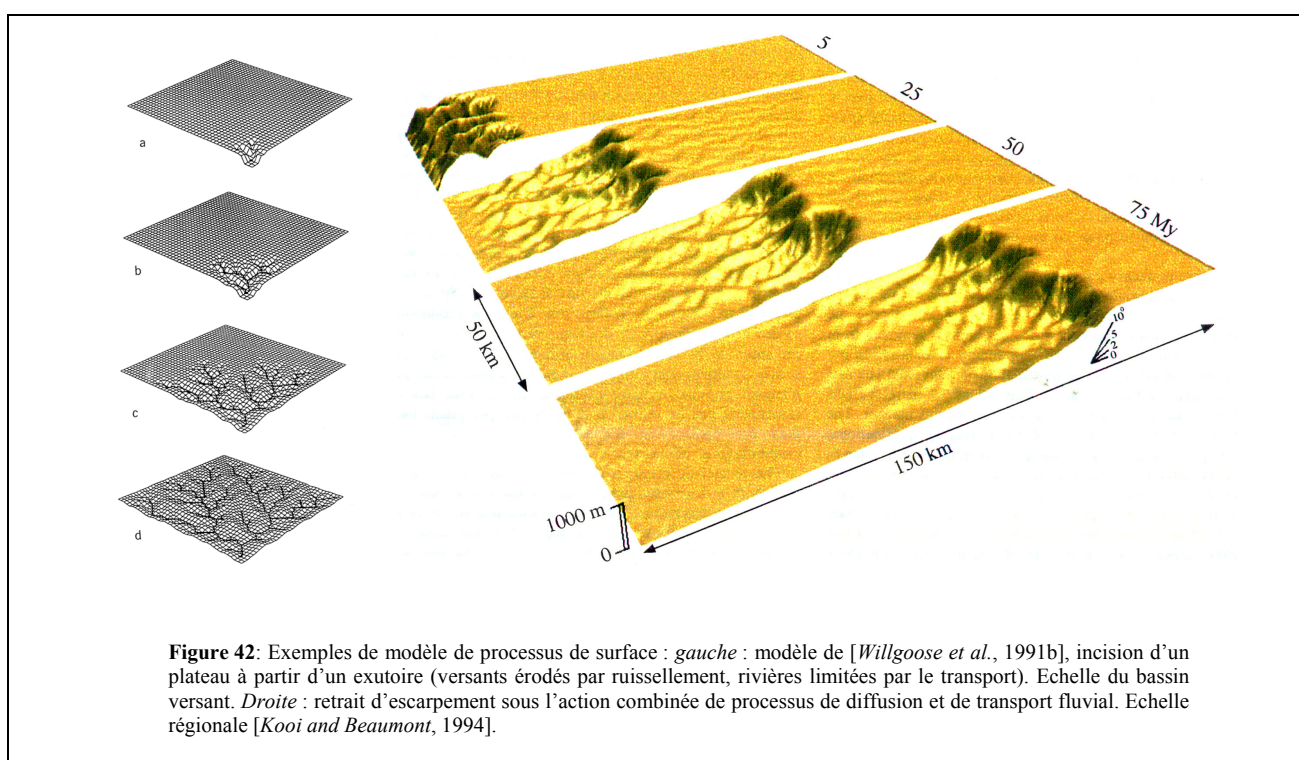 a
b
c
d
5
25
50
75 My
50 km
150 km
1000 m
0
10°
5
2
0
Figure 42: Exemples de modèle de processus de surface : gauche : modèle de [Willgoose et al., 1991b], incision d’un
plateau à partir d’un exutoire (versants érodés par ruissellement, rivières limitées par le transport). Echelle du bassin
versant. Droite : retrait d’escarpement sous l’action combinée de processus de diffusion et de transport fluvial. Echelle
régionale [Kooi and Beaumont, 1994].